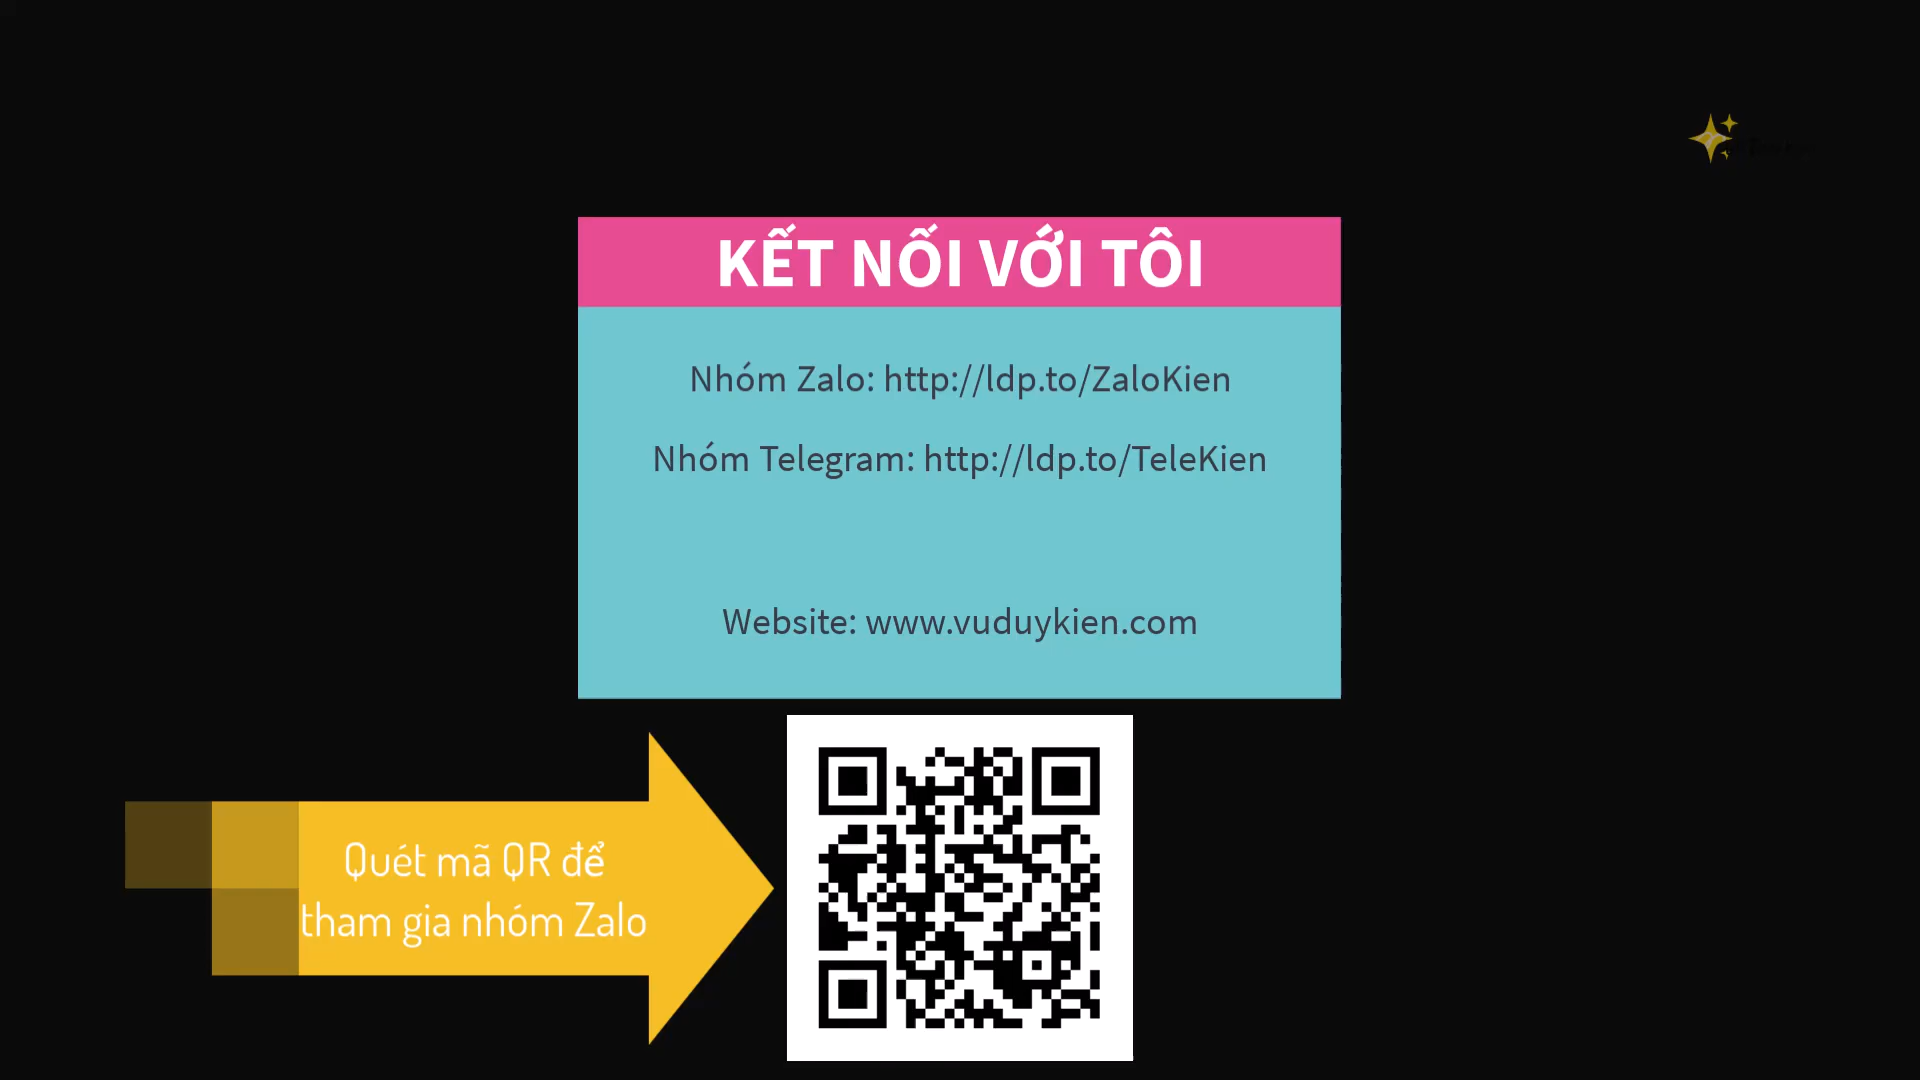 KẾT NỐI VỚI TÔI
Nhóm Zalo: http://ldp.to/ZaloKien
Nhóm Telegram: http://ldp.to/TeleKien
Website: www.vuduykien.com
Quét mã QR để
tham gia nhóm Zalo